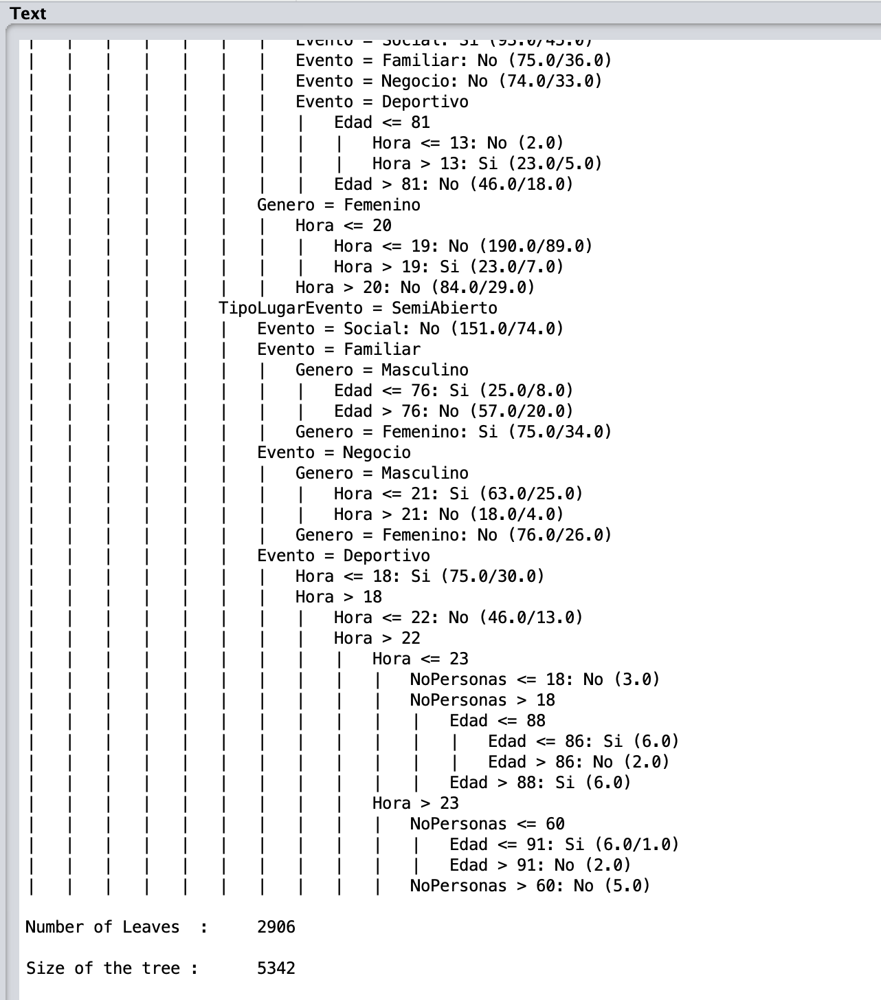 Text
|   |   |   |   |   |   |   Evento = Social: Si (93.0/45.0)
|   |   |   |   |   |   |   Evento = Familiar: No (75.0/36.0)
|   |   |   |   |   |   |   Evento = Negocio: No (74.0/33.0)
|   |   |   |   |   |   |   Evento = Deportivo
|   |   |   |   |   |   |   |   Edad <= 81
|   |   |   |   |   |   |   |   |   Hora <= 13: No (2.0)
|   |   |   |   |   |   |   |   |   Hora > 13: Si (23.0/5.0)
|   |   |   |   |   |   |   |   Edad > 81: No (46.0/18.0)
|   |   |   |   |   |   Genero = Femenino
|   |   |   |   |   |   |   Hora <= 20
|   |   |   |   |   |   |   |   Hora <= 19: No (190.0/89.0)
|   |   |   |   |   |   |   |   Hora > 19: Si (23.0/7.0)
|   |   |   |   |   |   |   Hora > 20: No (84.0/29.0)
|   |   |   |   |   TipoLugarEvento = SemiAbierto
|   |   |   |   |   |   Evento = Social: No (151.0/74.0)
|   |   |   |   |   |   Evento = Familiar
|   |   |   |   |   |   |   Genero = Masculino
|   |   |   |   |   |   |   |   Edad <= 76: Si (25.0/8.0)
|   |   |   |   |   |   |   |   Edad > 76: No (57.0/20.0)
|   |   |   |   |   |   |   Genero = Femenino: Si (75.0/34.0)
|   |   |   |   |   |   Evento = Negocio
|   |   |   |   |   |   |   Genero = Masculino
|   |   |   |   |   |   |   |   Hora <= 21: Si (63.0/25.0)
|   |   |   |   |   |   |   |   Hora > 21: No (18.0/4.0)
|   |   |   |   |   |   |   Genero = Femenino: No (76.0/26.0)
|   |   |   |   |   |   Evento = Deportivo
|   |   |   |   |   |   |   Hora <= 18: Si (75.0/30.0)
|   |   |   |   |   |   |   Hora > 18
|   |   |   |   |   |   |   |   Hora <= 22: No (46.0/13.0)
|   |   |   |   |   |   |   |   Hora > 22
|   |   |   |   |   |   |   |   |   Hora <= 23
|   |   |   |   |   |   |   |   |   |   NoPersonas <= 18: No (3.0)
|   |   |   |   |   |   |   |   |   |   NoPersonas > 18
|   |   |   |   |   |   |   |   |   |   |   Edad <= 88
|   |   |   |   |   |   |   |   |   |   |   |   Edad <= 86: Si (6.0)
|   |   |   |   |   |   |   |   |   |   |   |   Edad > 86: No (2.0)
|   |   |   |   |   |   |   |   |   |   |   Edad > 88: Si (6.0)
|   |   |   |   |   |   |   |   |   Hora > 23
|   |   |   |   |   |   |   |   |   |   NoPersonas <= 60
|   |   |   |   |   |   |   |   |   |   |   Edad <= 91: Si (6.0/1.0)
|   |   |   |   |   |   |   |   |   |   |   Edad > 91: No (2.0)
|   |   |   |   |   |   |   |   |   |   NoPersonas > 60: No (5.0)
Number of Leaves  :     2906
Size of the tree :      5342